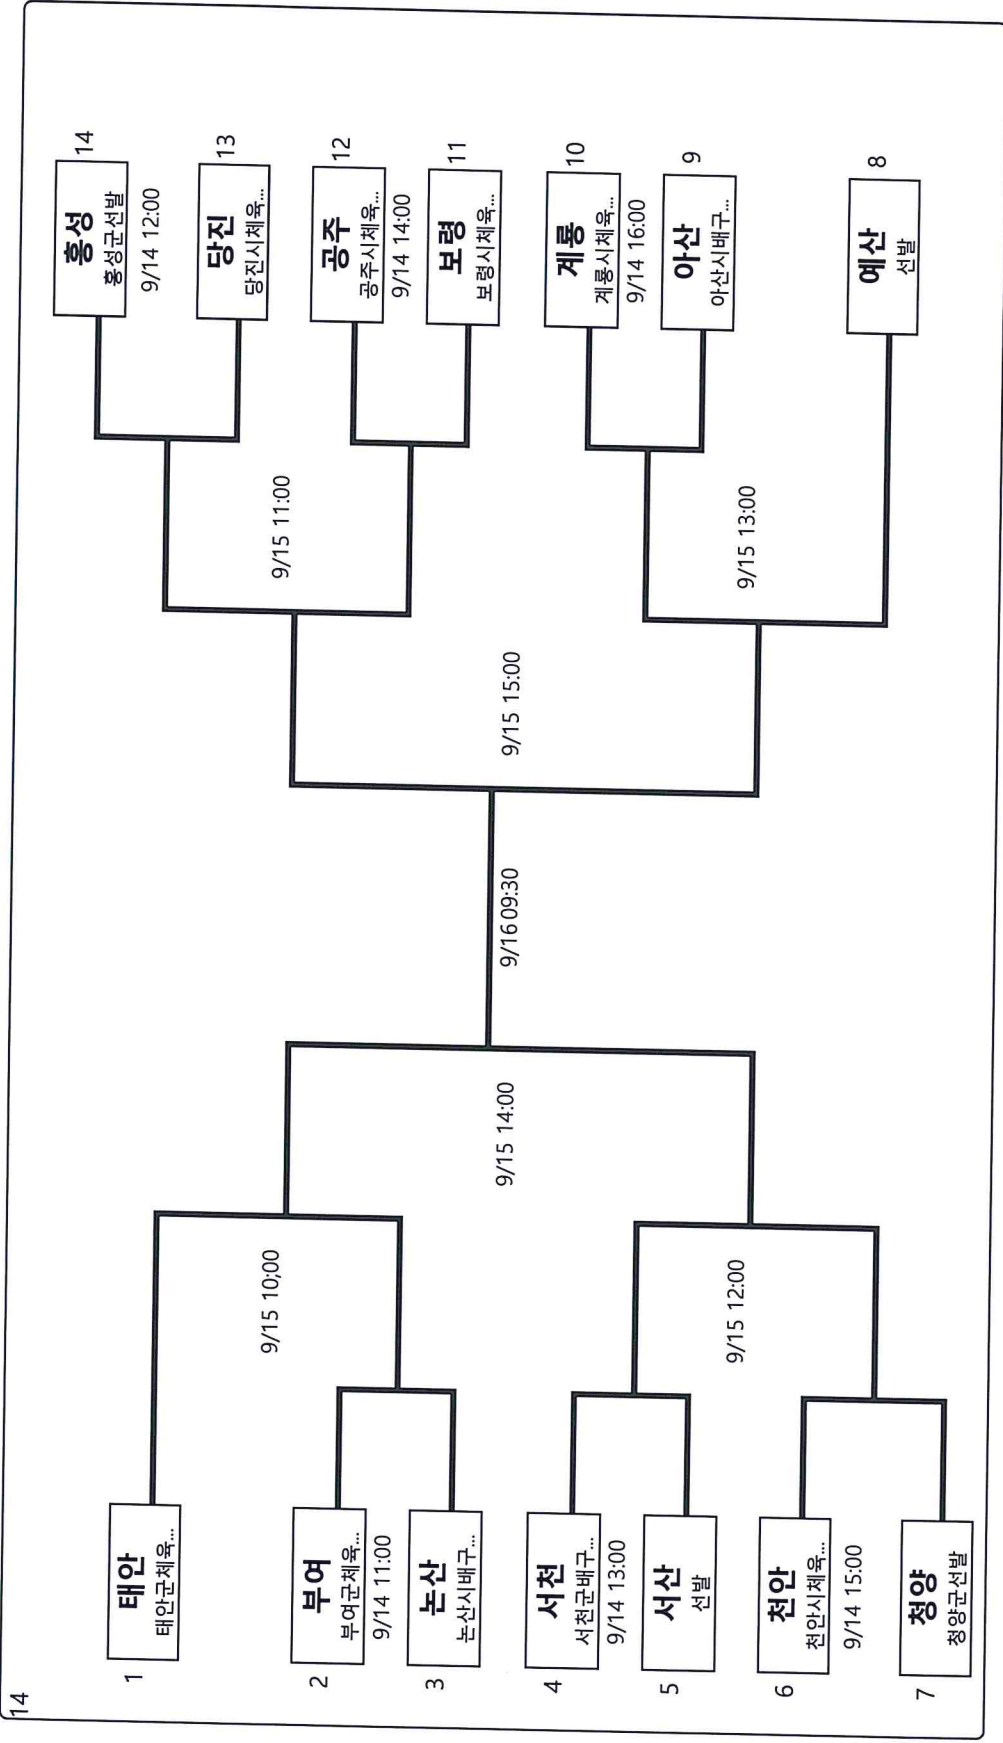 14
1
태안
태안군체육...
2
부여
부여군체육...
9/14 11:00
3
논산
논산시배구...
4
서천
서천군배구...
9/14 13:00
5
서산
선발
6
천안
천안시체육...
9/14 15:00
7
청양
청양군선발
9/15 10;00
9/15 12:00
9/15 14:00
9/16 09:30
9/15 15:00
9/15 11:00
9/15 13:00
홍성
홍성군선발
14
9/14 12:00
당진
당진시체육...
13
공주
공주시체육...
12
9/14 14:00
보령
보령시체육...
11
계룡
계룡시체육...
10
9/14 16:00
아산
아산시배구...
9
예산
선발
8